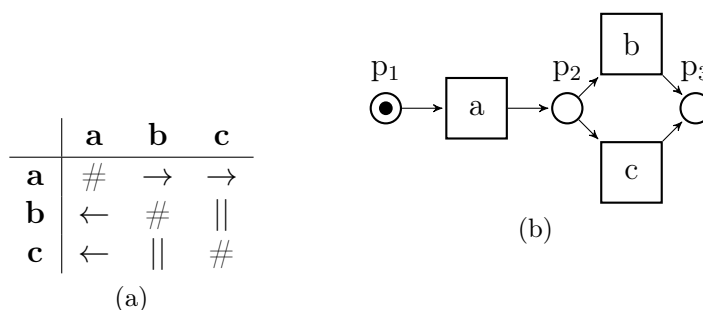 a b c
a # → →
b ← # ||
c ← || #
(a)
p1 a p2 b c p3
(b)